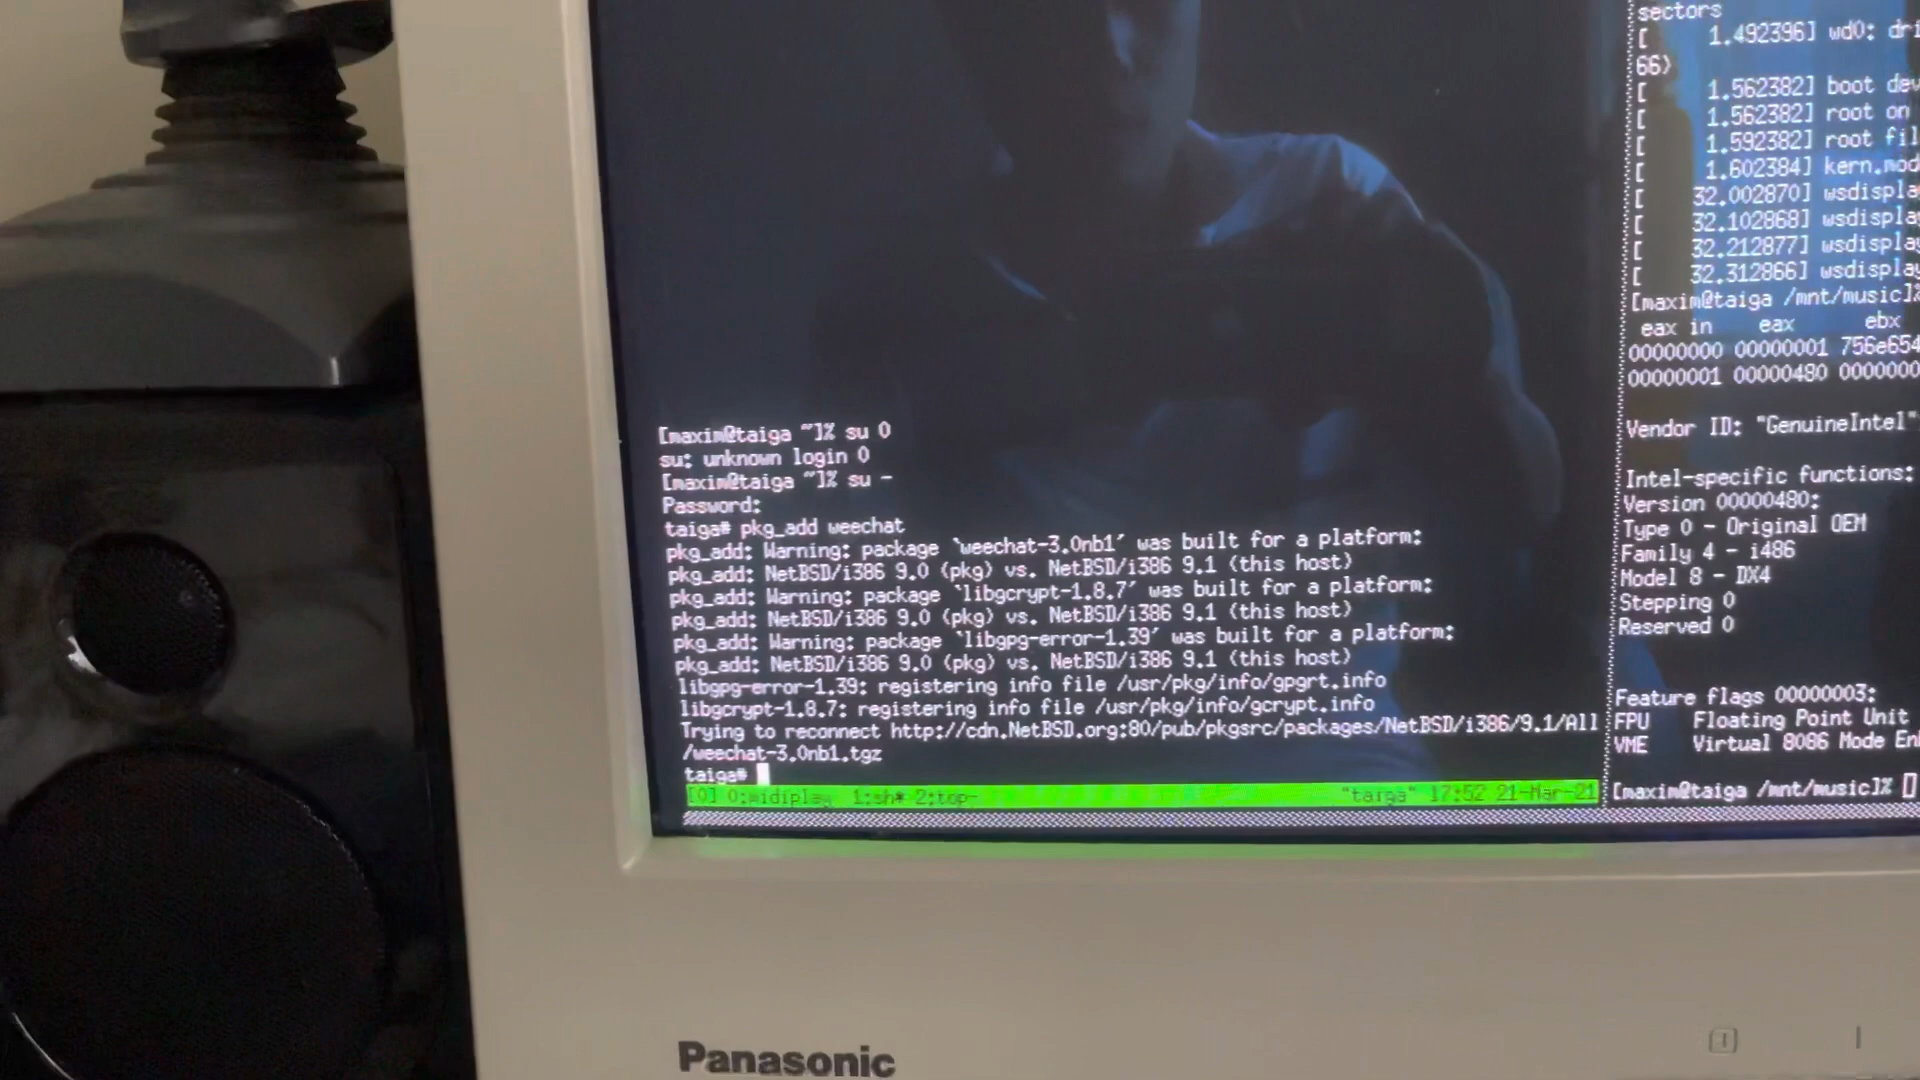 [maxim@taiga ~]% su 0
su: unknown login 0
[maxim@taiga ~]% su -
Password:
taiga# pkg_add weechat
pkg_add: Warning: package `weechat-3.0nb1' was built for a platform:
pkg_add: NetBSD/i386 9.0 (pkg) vs. NetBSD/i386 9.1 (this host)
pkg_add: Warning: package `libgcrypt-1.8.7' was built for a platform:
pkg_add: NetBSD/i386 9.0 (pkg) vs. NetBSD/i386 9.1 (this host)
pkg_add: Warning: package `libgpg-error-1.39' was built for a platform:
pkg_add: NetBSD/i386 9.0 (pkg) vs. NetBSD/i386 9.1 (this host)
libgpg-error-1.39: registering info file /usr/pkg/info/gpgrt.info
libgcrypt-1.8.7: registering info file /usr/pkg/info/gcrypt.info
Trying to reconnect http://cdn.NetBSD.org:80/pub/pkgsrc/packages/NetBSD/i386/9.1/All
/weechat-3.0nb1.tgz
taiga#
[0] 0:midiplay 1:sh* 2:top- "taiga" 17:52 21-Mar-21
sectors
[ 1.492396] wd0: dri
66)
[ 1.562382] boot dev
[ 1.562382] root on
[ 1.592382] root fil
[ 1.602384] kern.mod
[ 32.002870] wsdispla
[ 32.102868] wsdispla
[ 32.212877] wsdisplay
[ 32.312866] wsdisplay
[maxim@taiga /mnt/music]%
eax in eax ebx
00000000 00000001 756e654
00000001 00000480 0000000
Vendor ID: "GenuineIntel"
Intel-specific functions:
Version 00000480:
Type 0 - Original OEM
Family 4 - i486
Model 8 - DX4
Stepping 0
Reserved 0
Feature flags 00000003:
FPU Floating Point Unit
VME Virtual 8086 Mode En
[maxim@taiga /mnt/music]%
Panasonic